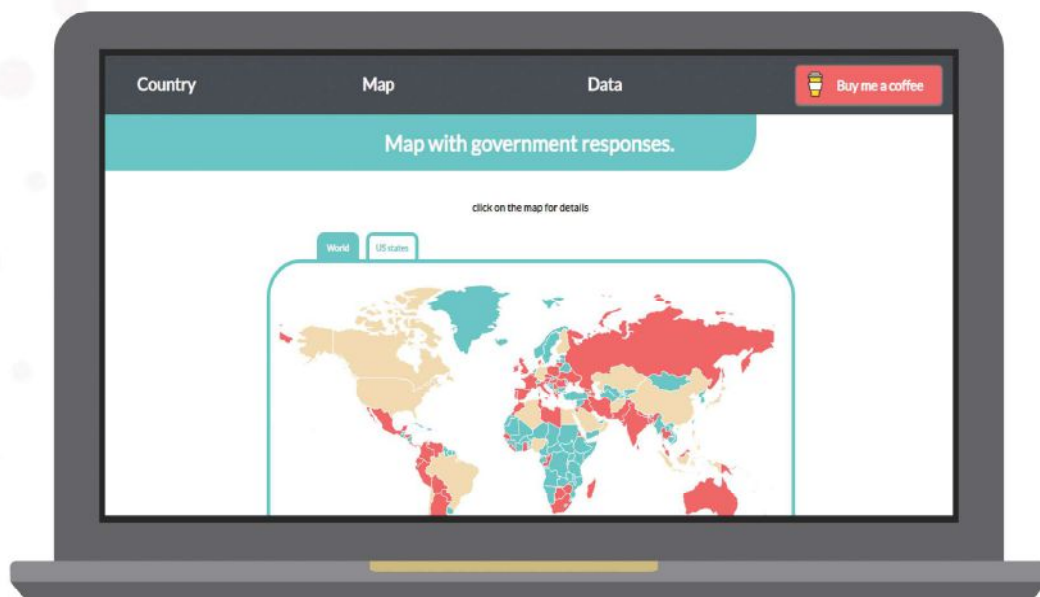 Country
Map
Data
Buy me a coffee
Map with government responses.
click on the map for details
World
US states